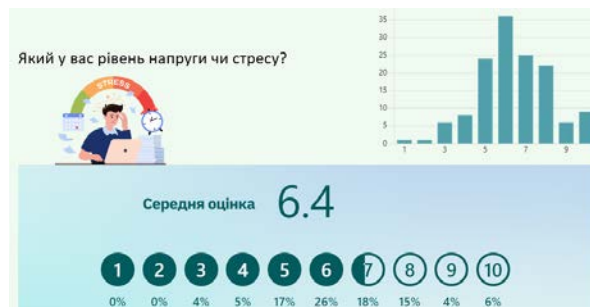 Який у вас рівень напруги чи стресу?
STRESS
35
30
25
20
15
10
5
0
1 3 5 7 9
Середня оцінка 6.4
1 2 3 4 5 6 7 8 9 10
0% 0% 4% 5% 17% 26% 18% 15% 4% 6%